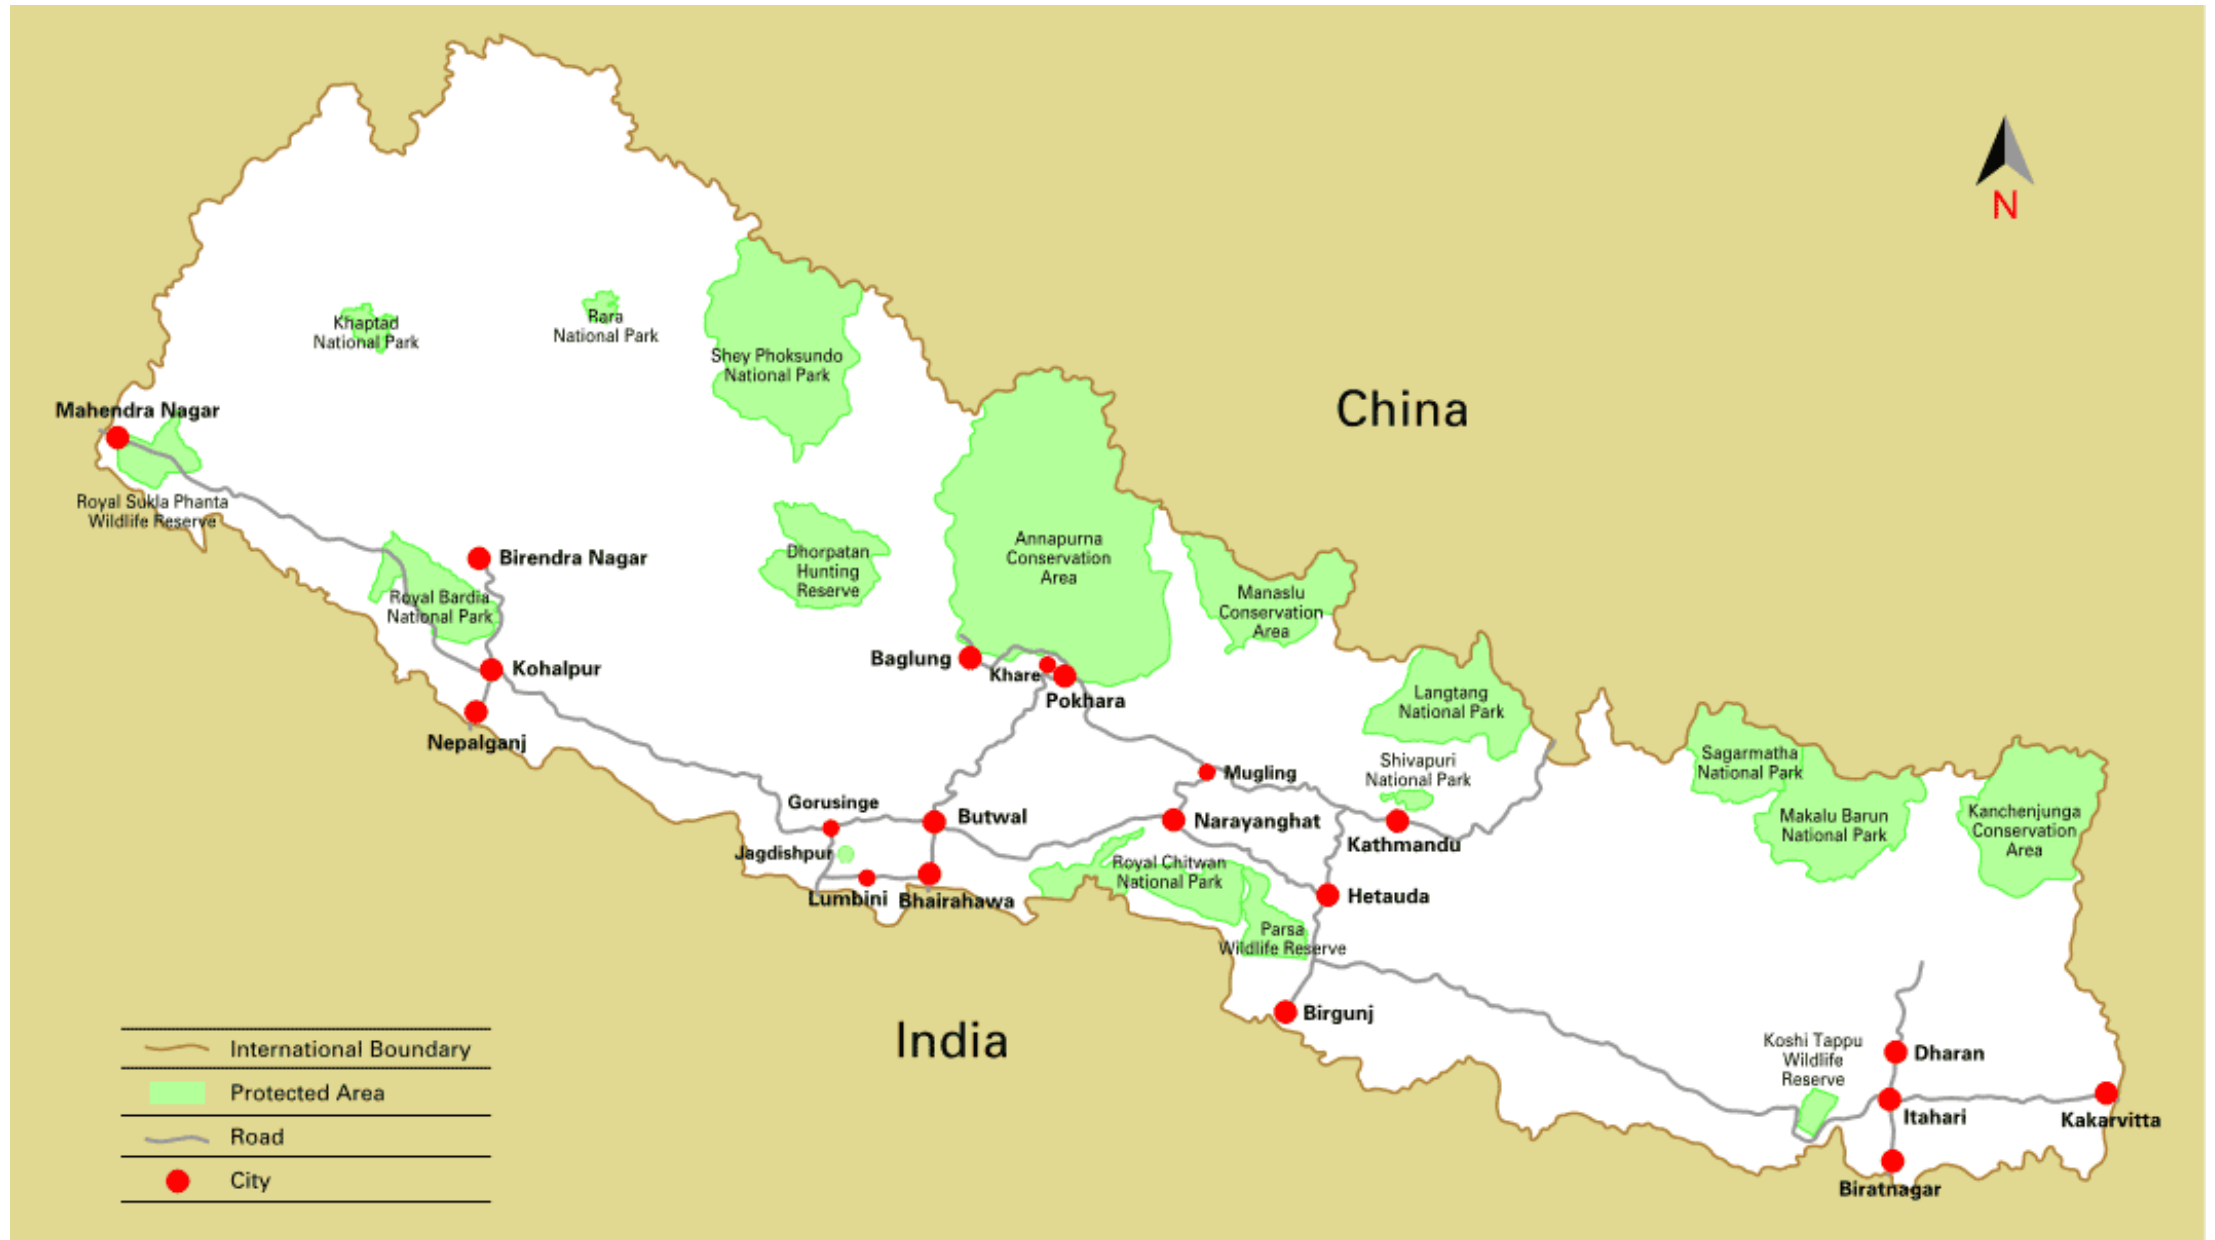 N
Khaptad
National Park
Rara
National Park
Shey Phoksundo
National Park
China
Mahendra Nagar
Royal Sukla Phanta
Wildlife Reserve
Birendra Nagar
Royal Bardia
National Park
Dhorpatan
Hunting
Reserve
Annapurna
Conservation
Area
Manaslu
Conservation
Area
Kohalpur
Baglung
Khare
Pokhara
Nepalganj
Langtang
National Park
Shivapuri
National Park
Sagarmatha
National Park
Makalu Barun
National Park
Kanchenjunga
Conservation
Area
Mugling
Gorusinge
Butwal
Narayanghat
Kathmandu
Jagdishpur
Lumbini
Bhairahawa
Royal Chitwan
National Park
Hetauda
Parsa
Wildlife Reserve
Birgunj
India
Koshi Tappu
Wildlife
Reserve
Dharan
Itahari
Kakarvitta
Biratnagar
International Boundary
Protected Area
Road
City